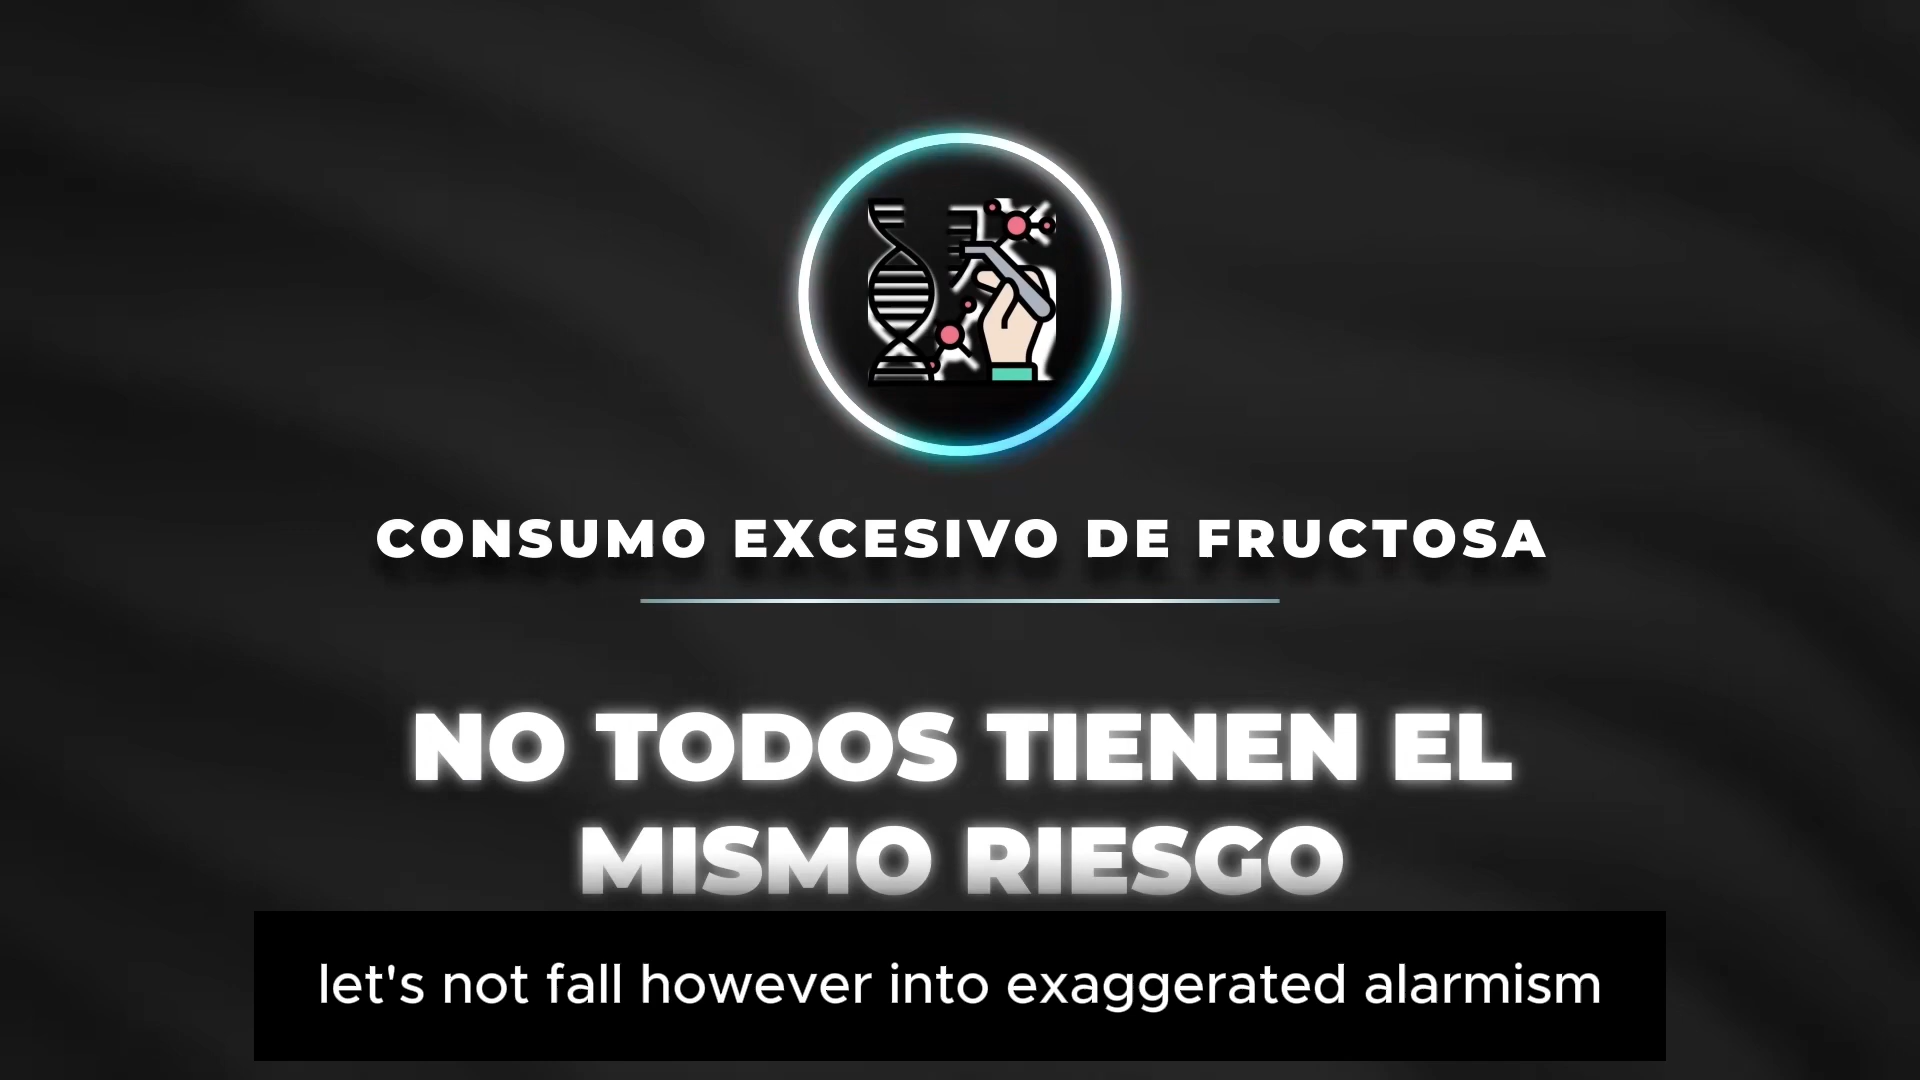 CONSUMO EXCESIVO DE FRUCTOSA
NO TODOS TIENEN EL
MISMO RIESGO
let's not fall however into exaggerated alarmism